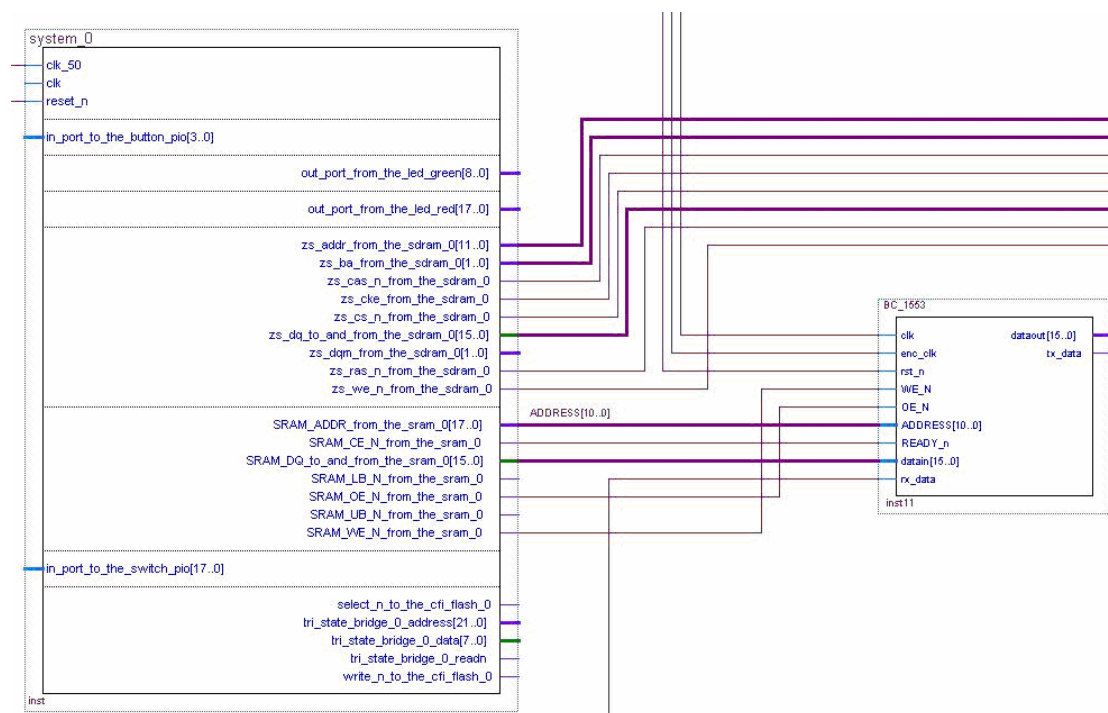 system_0
clk_50
clk
reset_n
in_port_to_the_button_pio[3..0]
out_port_from_the_led_green[8..0]
out_port_from_the_led_red[17..0]
zs_addr_from_the_sdram_0[11..0]
zs_ba_from_the_sdram_0[1..0]
zs_cas_n_from_the_sdram_0
zs_cke_from_the_sdram_0
zs_cs_n_from_the_sdram_0
zs_dq_to_and_from_the_sdram_0[15..0]
zs_dqm_from_the_sdram_0[1..0]
zs_ras_n_from_the_sdram_0
zs_we_n_from_the_sdram_0
SRAM_ADDR_from_the_sram_0[17..0]
SRAM_CE_N_from_the_sram_0
SRAM_DQ_to_and_from_the_sram_0[15..0]
SRAM_LB_N_from_the_sram_0
SRAM_OE_N_from_the_sram_0
SRAM_UB_N_from_the_sram_0
SRAM_WE_N_from_the_sram_0
in_port_to_the_switch_pio[17..0]
select_n_to_the_cfi_flash_0
tri_state_bridge_0_address[21..0]
tri_state_bridge_0_data[7..0]
tri_state_bridge_0_readn
write_n_to_the_cfi_flash_0
inst
ADDRESS[10..0]
BC_1553
clk dataout[15..0]
enc_clk tx_data
rst_n
WE_N
OE_N
ADDRESS[10..0]
READY_n
datain[15..0]
rx_data
inst11